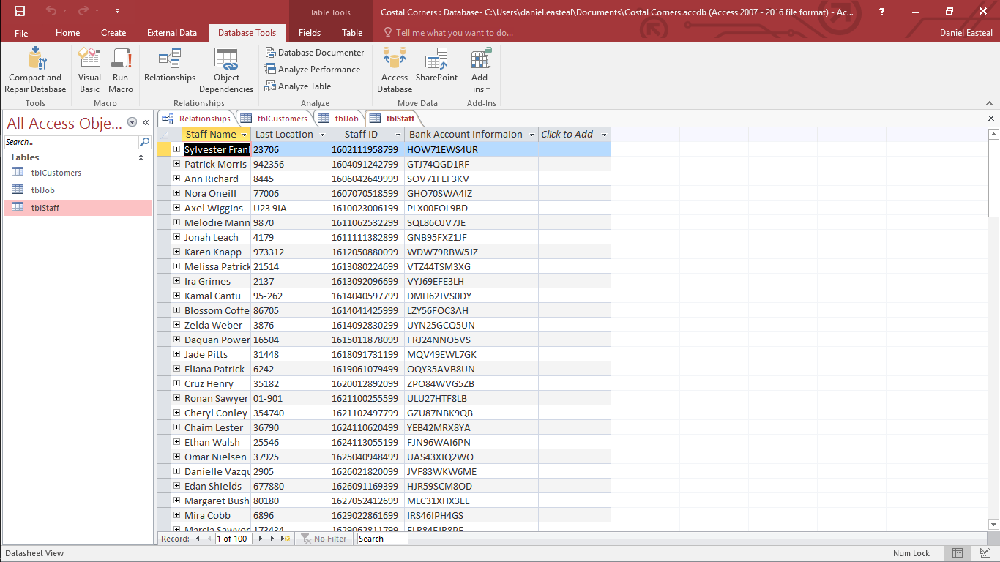 Table Tools
Costal Corners : Database- C:\Users\daniel.easteal\Documents\Costal Corners.accdb (Access 2007 - 2016 file format) - Ac...
?
File Home Create External Data Database Tools Fields Table Tell me what you want to do... Daniel Easteal
Compact and Repair Database
Visual Basic
Run Macro
Relationships
Object Dependencies
Database Documenter
Analyze Performance
Analyze Table
Access Database
SharePoint
Add-ins
Tools Macro Relationships Analyze Move Data Add-Ins
All Access Obje...
Search...
Tables
tblCustomers
tblJob
tblStaff
Relationships tblCustomers tblJob tblStaff
Staff Name Last Location Staff ID Bank Account Informaion Click to Add
Sylvester Frank 23706 1602111958799 HOW71EWS4UR
Patrick Morris 942356 1604091242799 GTJ74QGD1RF
Ann Richard 8445 1606042649999 SOV71FEF3KV
Nora Oneill 77006 1607070518599 GHO70SWA4IZ
Axel Wiggins U23 9IA 1610023006199 PLX00FOL9BD
Melodie Mann 9870 1611062532299 SQL86OJV7JE
Jonah Leach 4179 1611111382899 GNB95FXZ1JF
Karen Knapp 973312 1612050880099 WDW79RBW5JZ
Melissa Patrick 21514 1613080224699 VTZ44TSM3XG
Ira Grimes 2137 1613092096699 VYJ69EFE3LH
Kamal Cantu 95-262 1614040597799 DMH62JVS0DY
Blossom Coffe 86705 1614041425999 LZY56FOC3AH
Zelda Weber 3876 1614092830299 UYN25GCQ5UN
Daquan Power 16504 1615011878099 FRJ24NNO5VS
Jade Pitts 31448 1618091731199 MQV49EWL7GK
Eliana Patrick 6242 1619061079499 OQY35AVB8UN
Cruz Henry 35182 1620012892099 ZPO84WVG5ZB
Ronan Sawyer 01-901 1621100255599 ULU27HTF8LB
Cheryl Conley 354740 1621102497799 GZU87NBK9QB
Chaim Lester 36790 1624110620499 YEB42MRX8YA
Ethan Walsh 25546 1624113055199 FJN96WAI6PN
Omar Nielsen 37925 1625040948499 UAS43XIQ2WO
Danielle Vazqu 2905 1626021820099 JVF83WKW6ME
Edan Shields 677880 1626091169399 HJR59SCM8OD
Margaret Bush 80180 1627052412699 MLC31XHX3EL
Mira Cobb 6896 1629022861699 IRS46IPH4GS
Marcia Sawyer 173434 1629062811799
Record: 1 of 100 No Filter Search
Datasheet View Num Lock